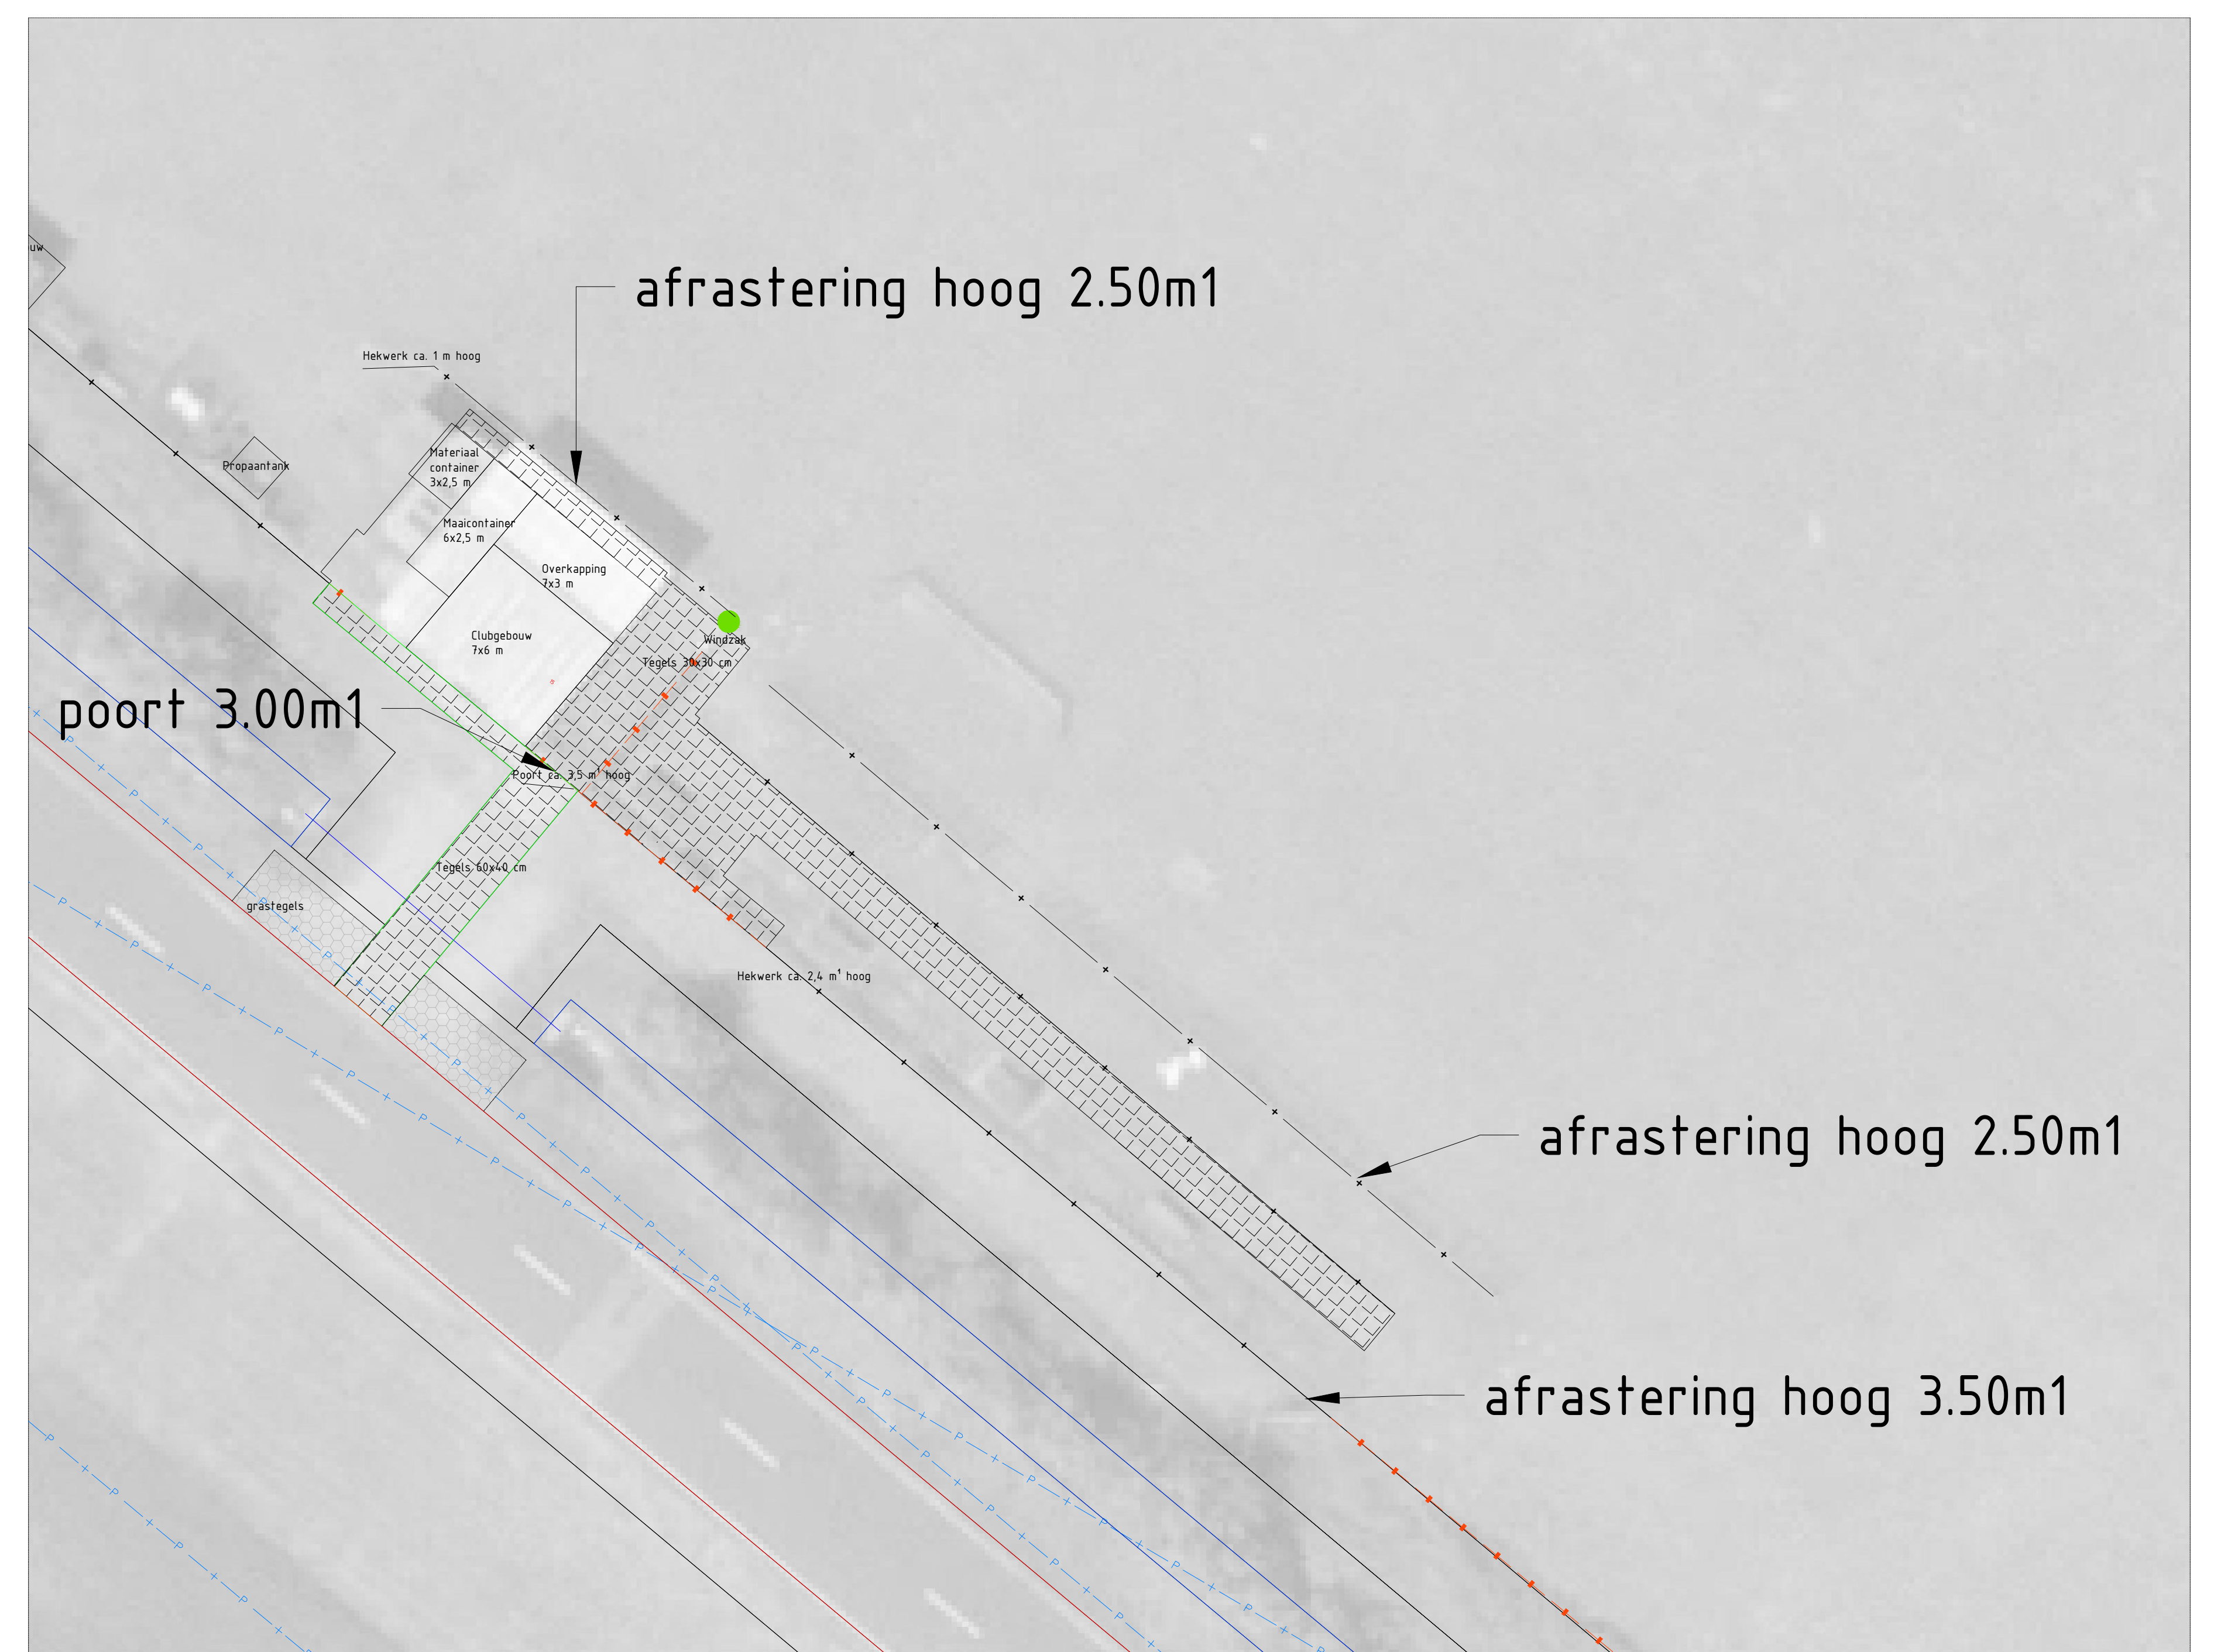 uw
afrastering hoog 2.50m1
Hekwerk ca. 1 m hoog
Propaantank
Materiaal
container
3x2,5 m
Maaicontainer
6x2,5 m
Overkapping
7x3 m
Clubgebouw
7x6 m
Windzak
Tegels 30x30 cm
poort 3.00m1
Poort ca. 3,5 m¹ hoog
Tegels 60x40 cm
grastegels
Hekwerk ca. 2,4 m¹ hoog
afrastering hoog 2.50m1
afrastering hoog 3.50m1